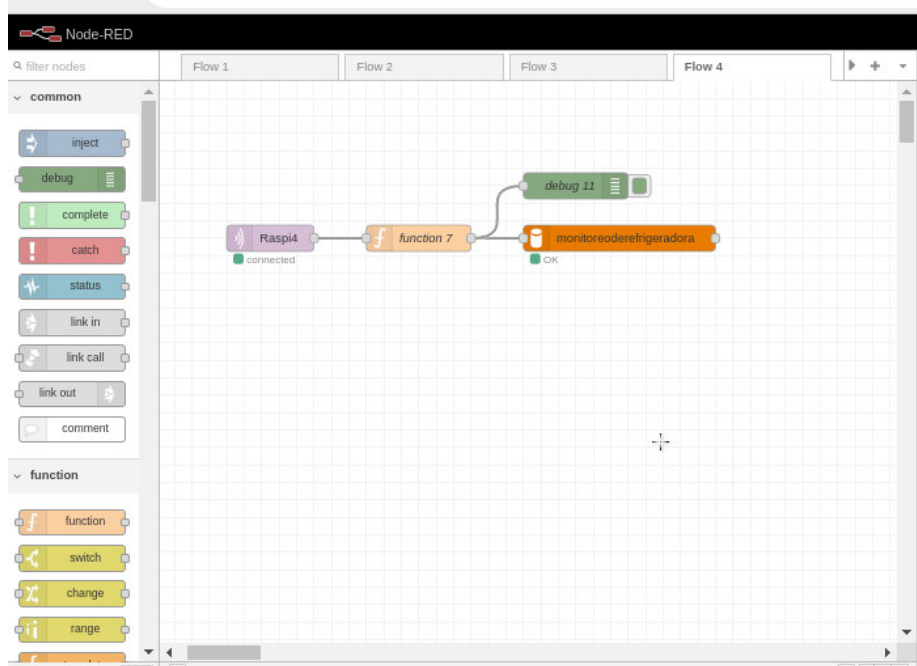 Node-RED
filter nodes
Flow 1
Flow 2
Flow 3
Flow 4
common
inject
debug
complete
catch
status
link in
link call
link out
comment
function
function
switch
change
range
debug 11
Raspi4
function 7
monitoreoderefrigeradora
connected
OK